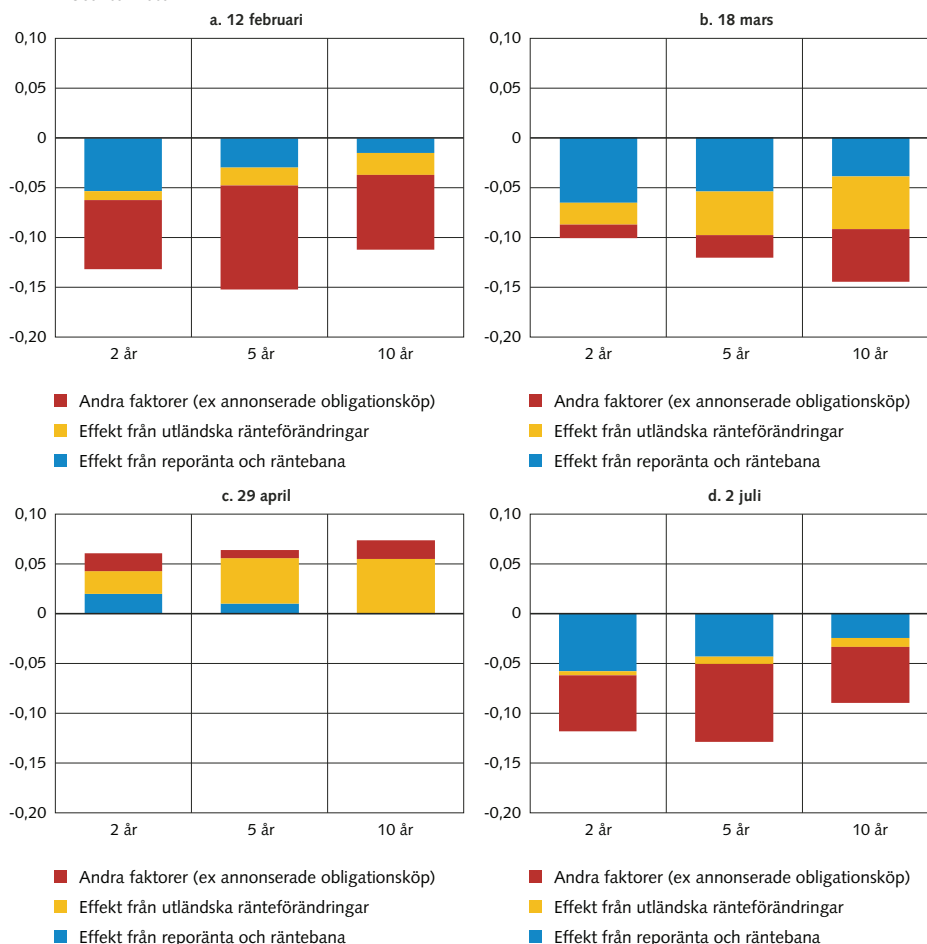 a. 12 februari
0,10
0,05
0
-0,05
-0,10
-0,15
-0,20
2 år
5 år
10 år
Andra faktorer (ex annonserade obligationsköp)
Effekt från utländska ränteförändringar
Effekt från reporänta och räntebana
b. 18 mars
0,10
0,05
0
-0,05
-0,10
-0,15
-0,20
2 år
5 år
10 år
Andra faktorer (ex annonserade obligationsköp)
Effekt från utländska ränteförändringar
Effekt från reporänta och räntebana
c. 29 april
0,10
0,05
0
-0,05
-0,10
-0,15
-0,20
2 år
5 år
10 år
Andra faktorer (ex annonserade obligationsköp)
Effekt från utländska ränteförändringar
Effekt från reporänta och räntebana
d. 2 juli
0,10
0,05
0
-0,05
-0,10
-0,15
-0,20
2 år
5 år
10 år
Andra faktorer (ex annonserade obligationsköp)
Effekt från utländska ränteförändringar
Effekt från reporänta och räntebana